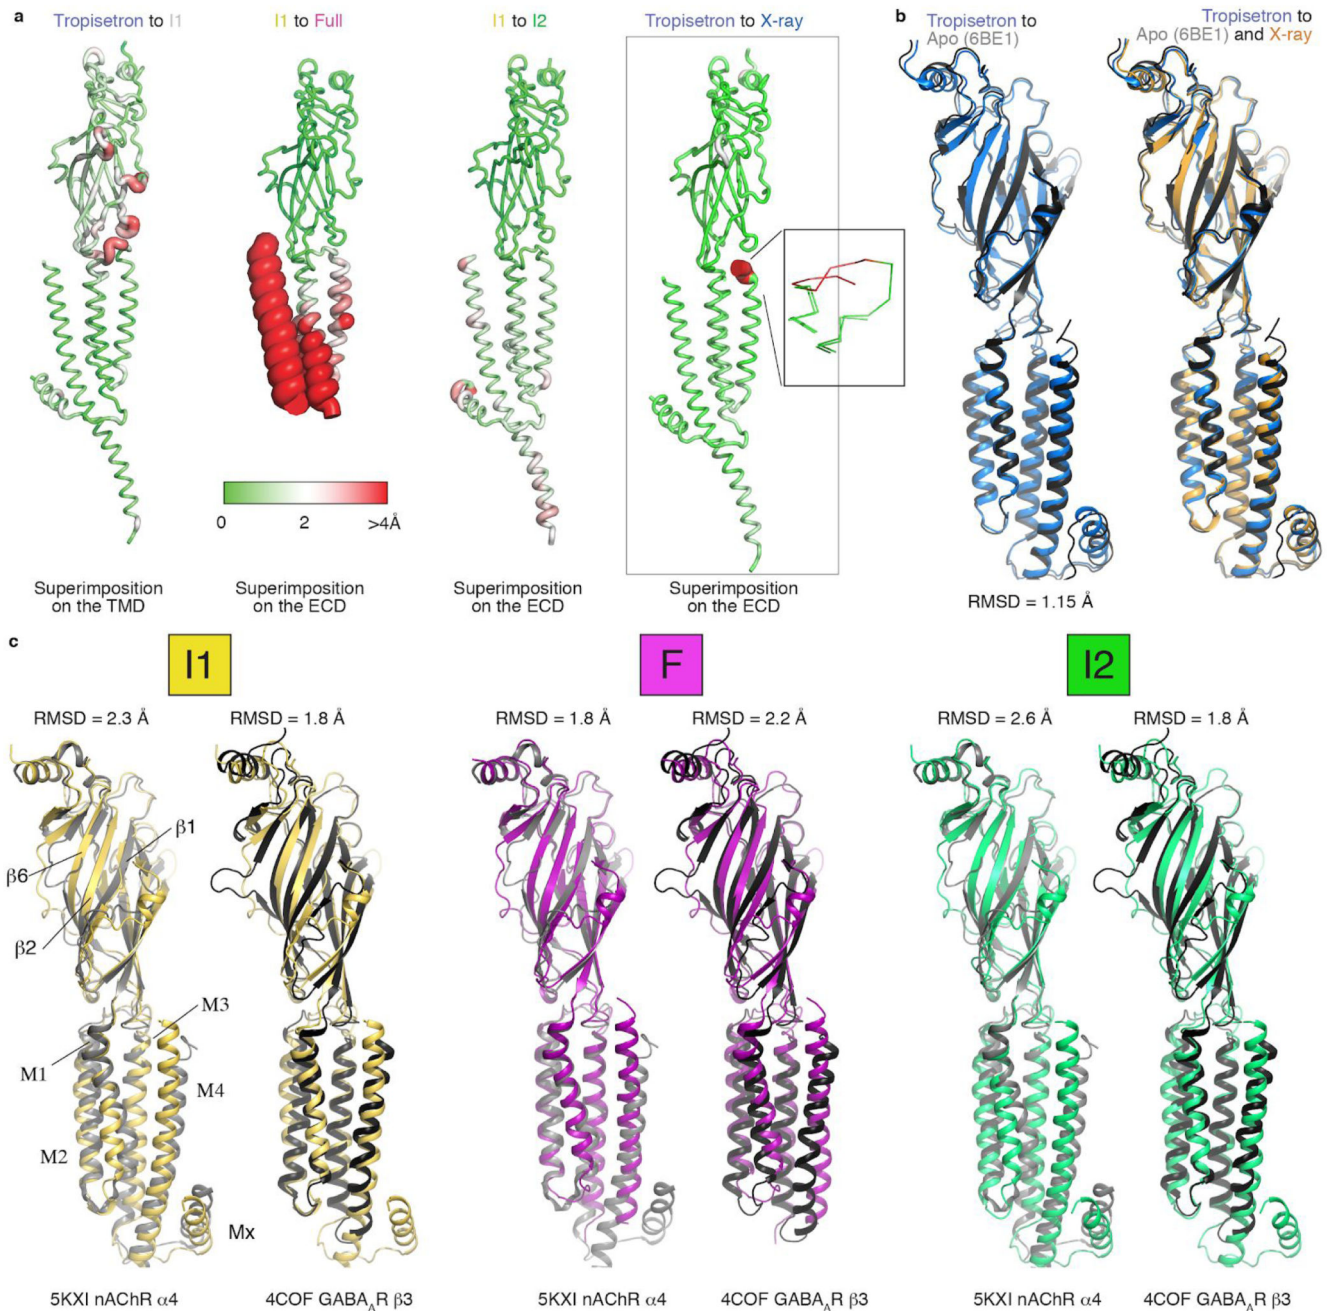 a
Tropisetron to I1
I1 to Full
I1 to I2
Tropisetron to X-ray
0
2
>4Å
Superimposition
on the TMD
Superimposition
on the ECD
Superimposition
on the ECD
Superimposition
on the ECD
b
Tropisetron to
Apo (6BE1)
Tropisetron to
Apo (6BE1) and X-ray
RMSD = 1.15 Å
c
I1
F
I2
RMSD = 2.3 Å
RMSD = 1.8 Å
RMSD = 1.8 Å
RMSD = 2.2 Å
RMSD = 2.6 Å
RMSD = 1.8 Å
β1
β6
β2
M3
M1
M4
M2
Mx
5KXI nAChR α4
4COF GABAAR β3
5KXI nAChR α4
4COF GABAAR β3
5KXI nAChR α4
4COF GABAAR β3